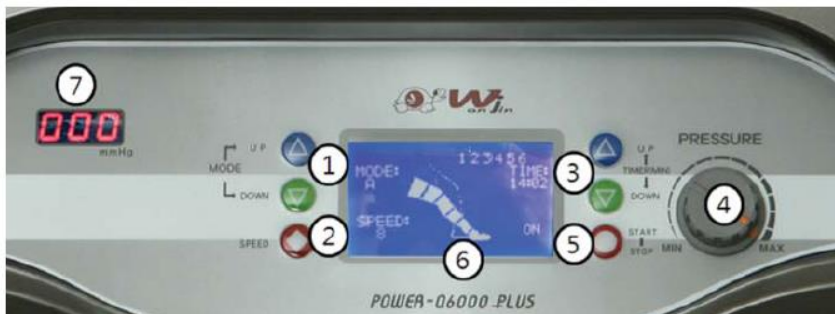 7
000
mmHg
MODE
UP
DOWN
1
SPEED
2
WonJin
123456
MODE:
A
TIME:
14:02
SPEED:
8
ON
6
3
UP
TIMER(MIN)
DOWN
5
START
STOP
PRESSURE
4
MIN
MAX
POWER-Q6000 PLUS